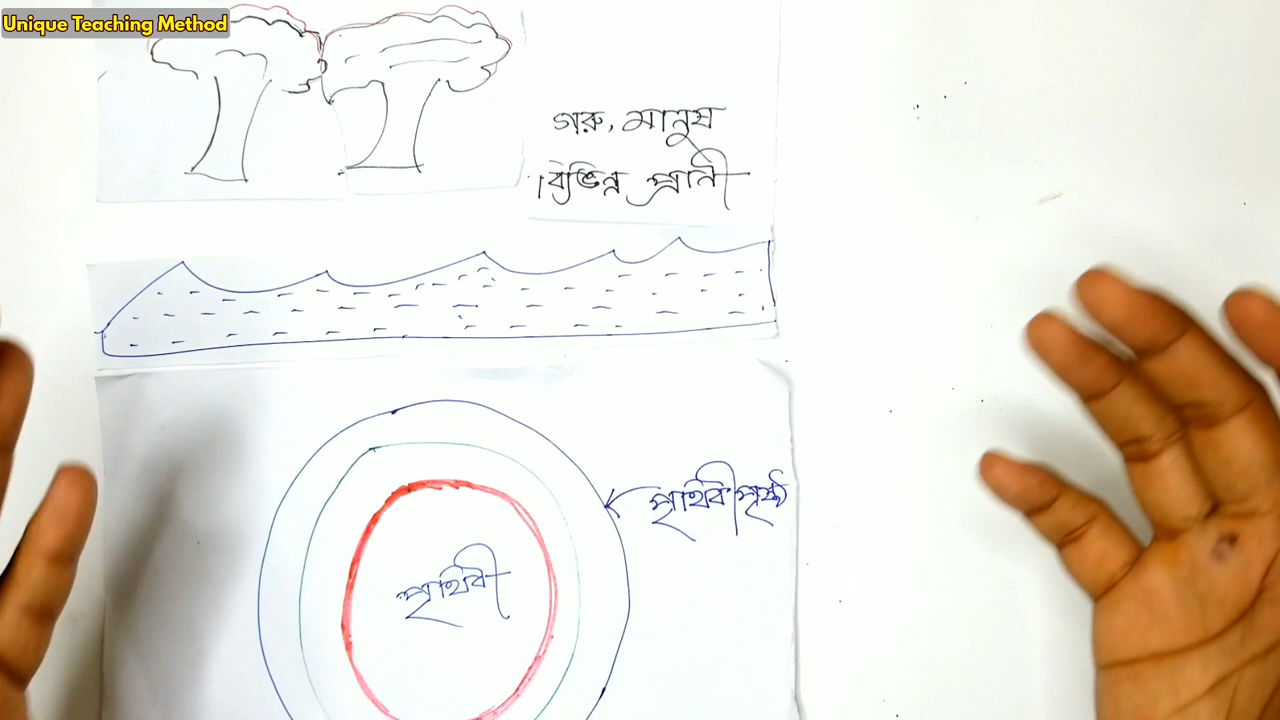 Unique Teaching Method
গরু, মানুষ
বিভিন্ন প্রানী
পৃথিবী পৃষ্ঠ
পৃথিবী